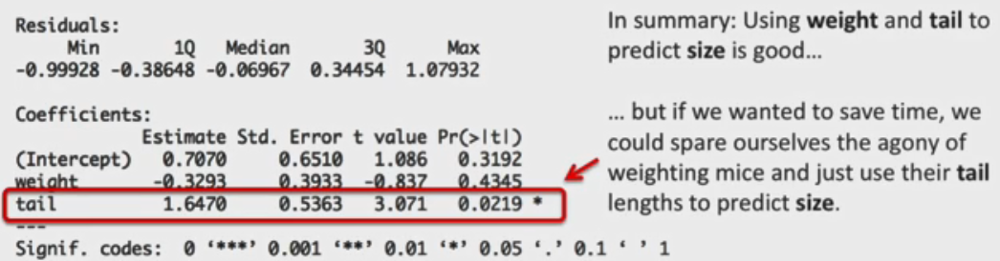 Residuals:
Min 1Q Median 3Q Max
-0.99928 -0.38648 -0.06967 0.34454 1.07932
Coefficients:
Estimate Std. Error t value Pr(>|t|)
(Intercept) 0.7070 0.6510 1.086 0.3192
weight -0.3293 0.3933 -0.837 0.4345
tail 1.6470 0.5363 3.071 0.0219 *
---
Signif. codes: 0 ‘***’ 0.001 ‘**’ 0.01 ‘*’ 0.05 ‘.’ 0.1 ‘ ’ 1
In summary: Using weight and tail to
predict size is good...
... but if we wanted to save time, we
could spare ourselves the agony of
weighting mice and just use their tail
lengths to predict size.